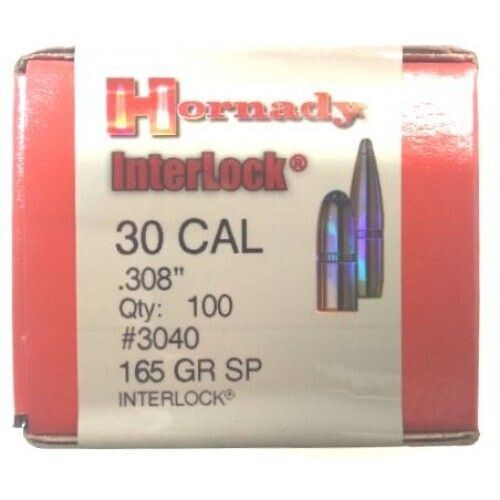 Hornady
InterLock®
30 CAL
.308"
Qty: 100
#3040
165 GR SP
INTERLOCK®